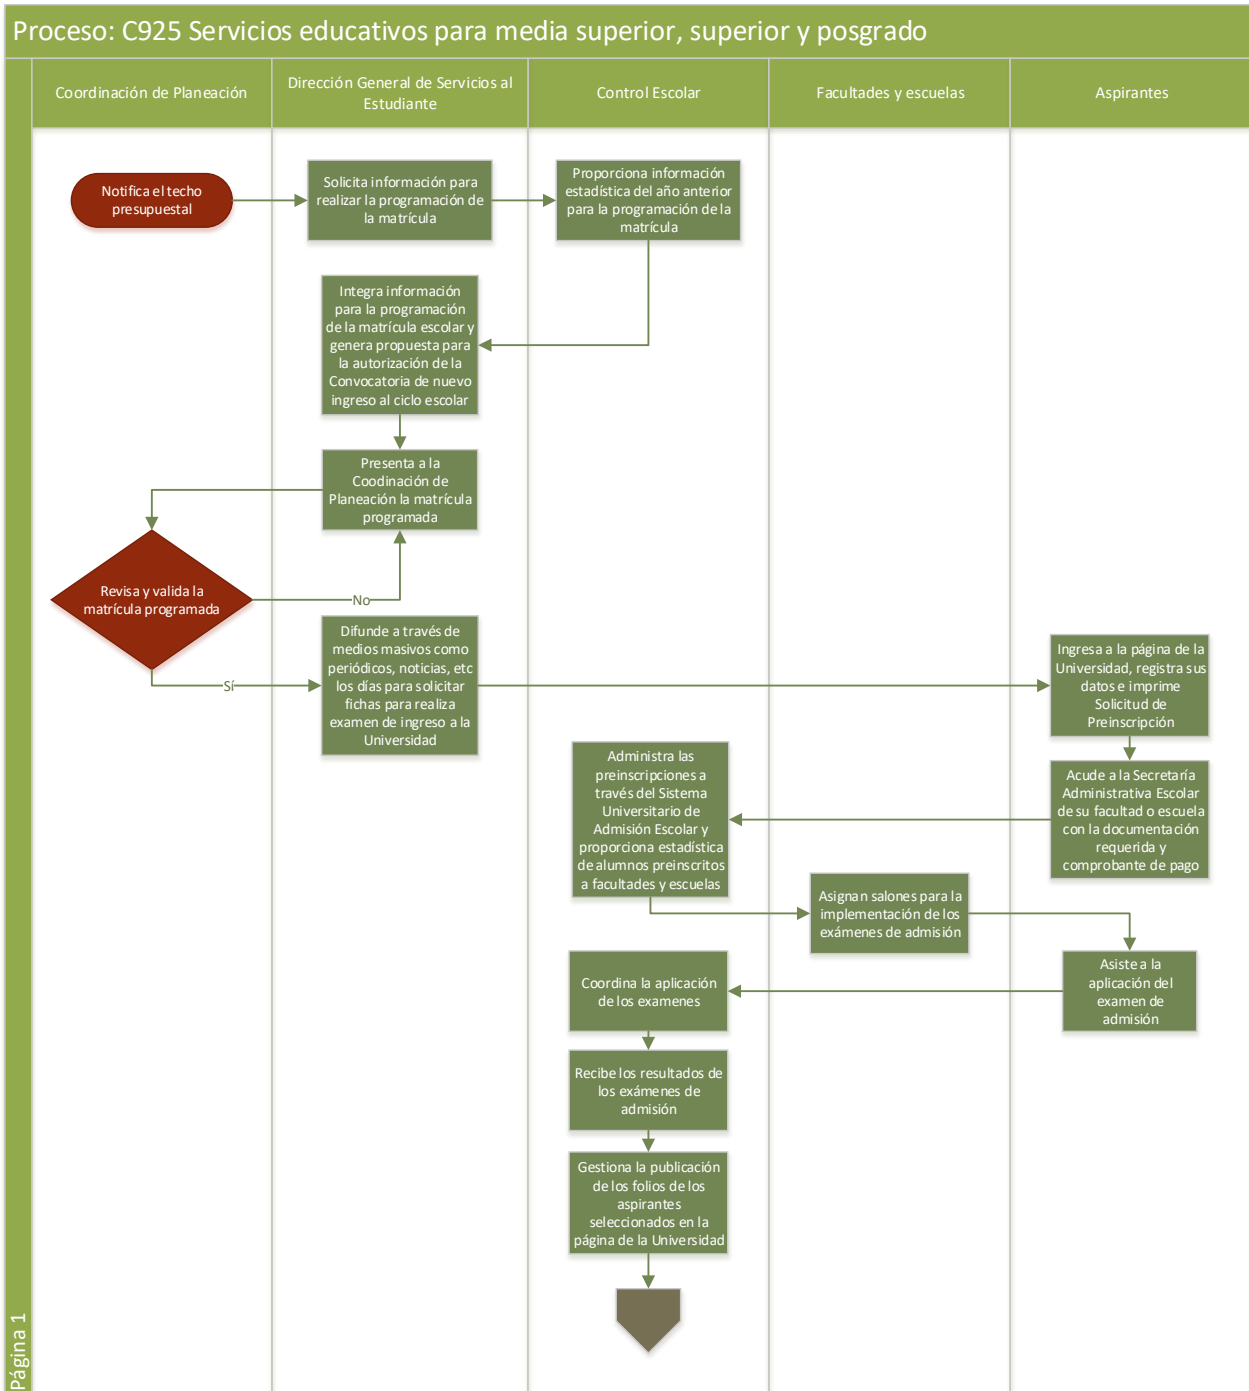 Proceso: C925 Servicios educativos para media superior, superior y posgrado
Coordinación de Planeación
Dirección General de Servicios al
Estudiante
Control Escolar
Facultades y escuelas
Aspirantes
Notifica el techo
presupuestal
Solicita información para
realizar la programación de
la matrícula
Proporciona información
estadística del año anterior
para la programación de la
matrícula
Integra información
para la programación
de la matrícula escolar y
genera propuesta para
la autorización de la
Convocatoria de nuevo
ingreso al ciclo escolar
Presenta a la
Coodinación de
Planeación la matrícula
programada
Revisa y valida la
matrícula programada
No
Sí
Difunde a través de
medios masivos como
periódicos, noticias, etc
los días para solicitar
fichas para realiza
examen de ingreso a la
Universidad
Ingresa a la página de la
Universidad, registra sus
datos e imprime
Solicitud de
Preinscripción
Acude a la Secretaría
Administrativa Escolar
de su facultad o escuela
con la documentación
requerida y
comprobante de pago
Administra las
preinscripciones a
través del Sistema
Universitario de
Admisión Escolar y
proporciona estadística
de alumnos preinscritos
a facultades y escuelas
Asignan salones para la
implementación de los
exámenes de admisión
Asiste a la
aplicación del
examen de
admisión
Coordina la aplicación
de los examenes
Recibe los resultados de
los exámenes de
admisión
Gestiona la publicación
de los folios de los
aspirantes
seleccionados en la
página de la Universidad
Página 1